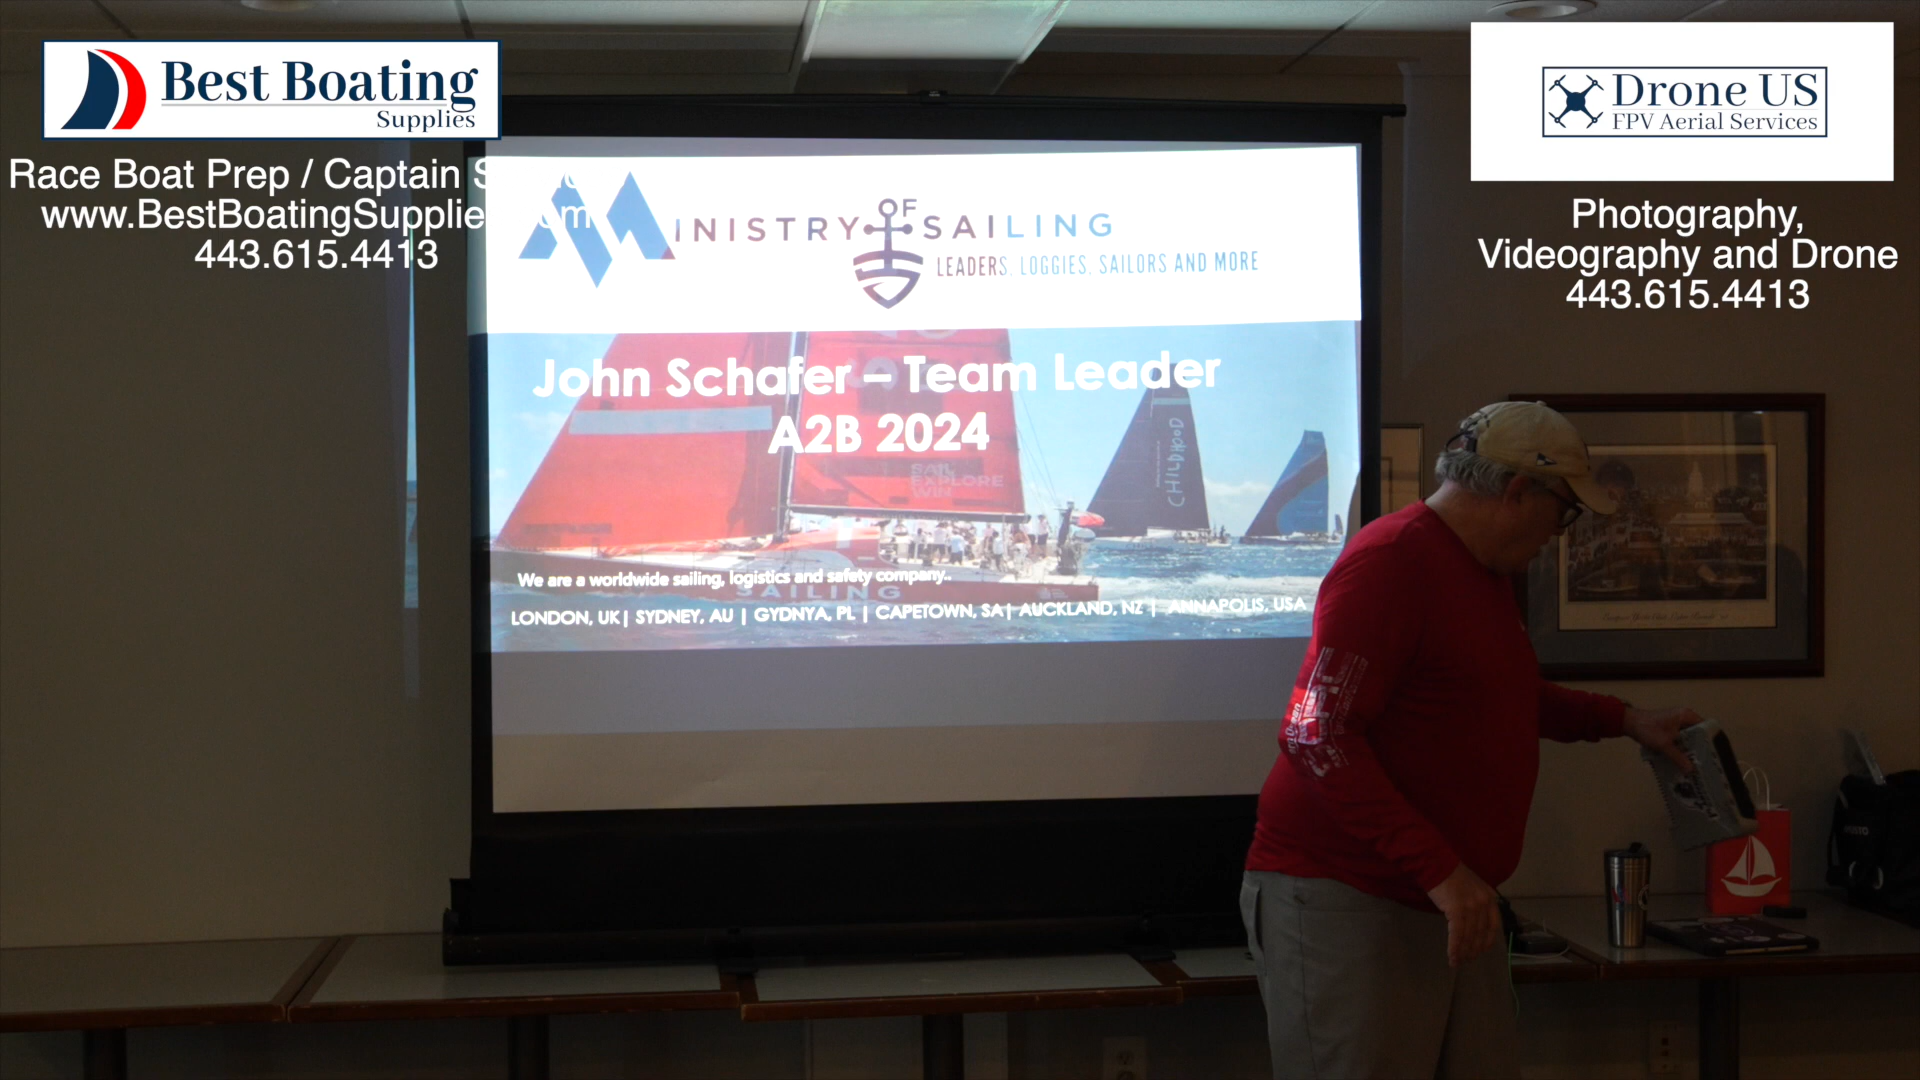 Best Boating
Supplies
Race Boat Prep / Captain
www.BestBoatingSupplie
443.615.4413
Drone US
FPV Aerial Services
Photography,
Videography and Drone
443.615.4413
MINISTRY OF SAILING
LEADERS, LOGGIES, SAILORS AND MORE
John Schafer – Team Leader
A2B 2024
SAIL
EXPLORE
WIN
CHILDHOOD
We are a worldwide sailing, logistics and safety company..
SAILING
LONDON, UK| SYDNEY, AU | GYDNYA, PL | CAPETOWN, SA| AUCKLAND, NZ | ANNAPOLIS, USA